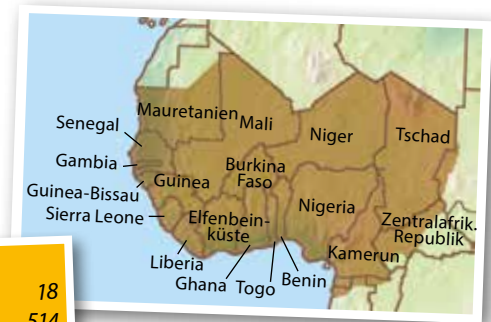 Mauretanien
Mali
Niger
Tschad
Senegal
Gambia
Guinea-Bissau
Sierra Leone
Guinea
Burkina
Faso
Nigeria
Elfenbein-
küste
Zentralafrik.
Republik
Kamerun
Liberia
Ghana
Togo
Benin
18
514